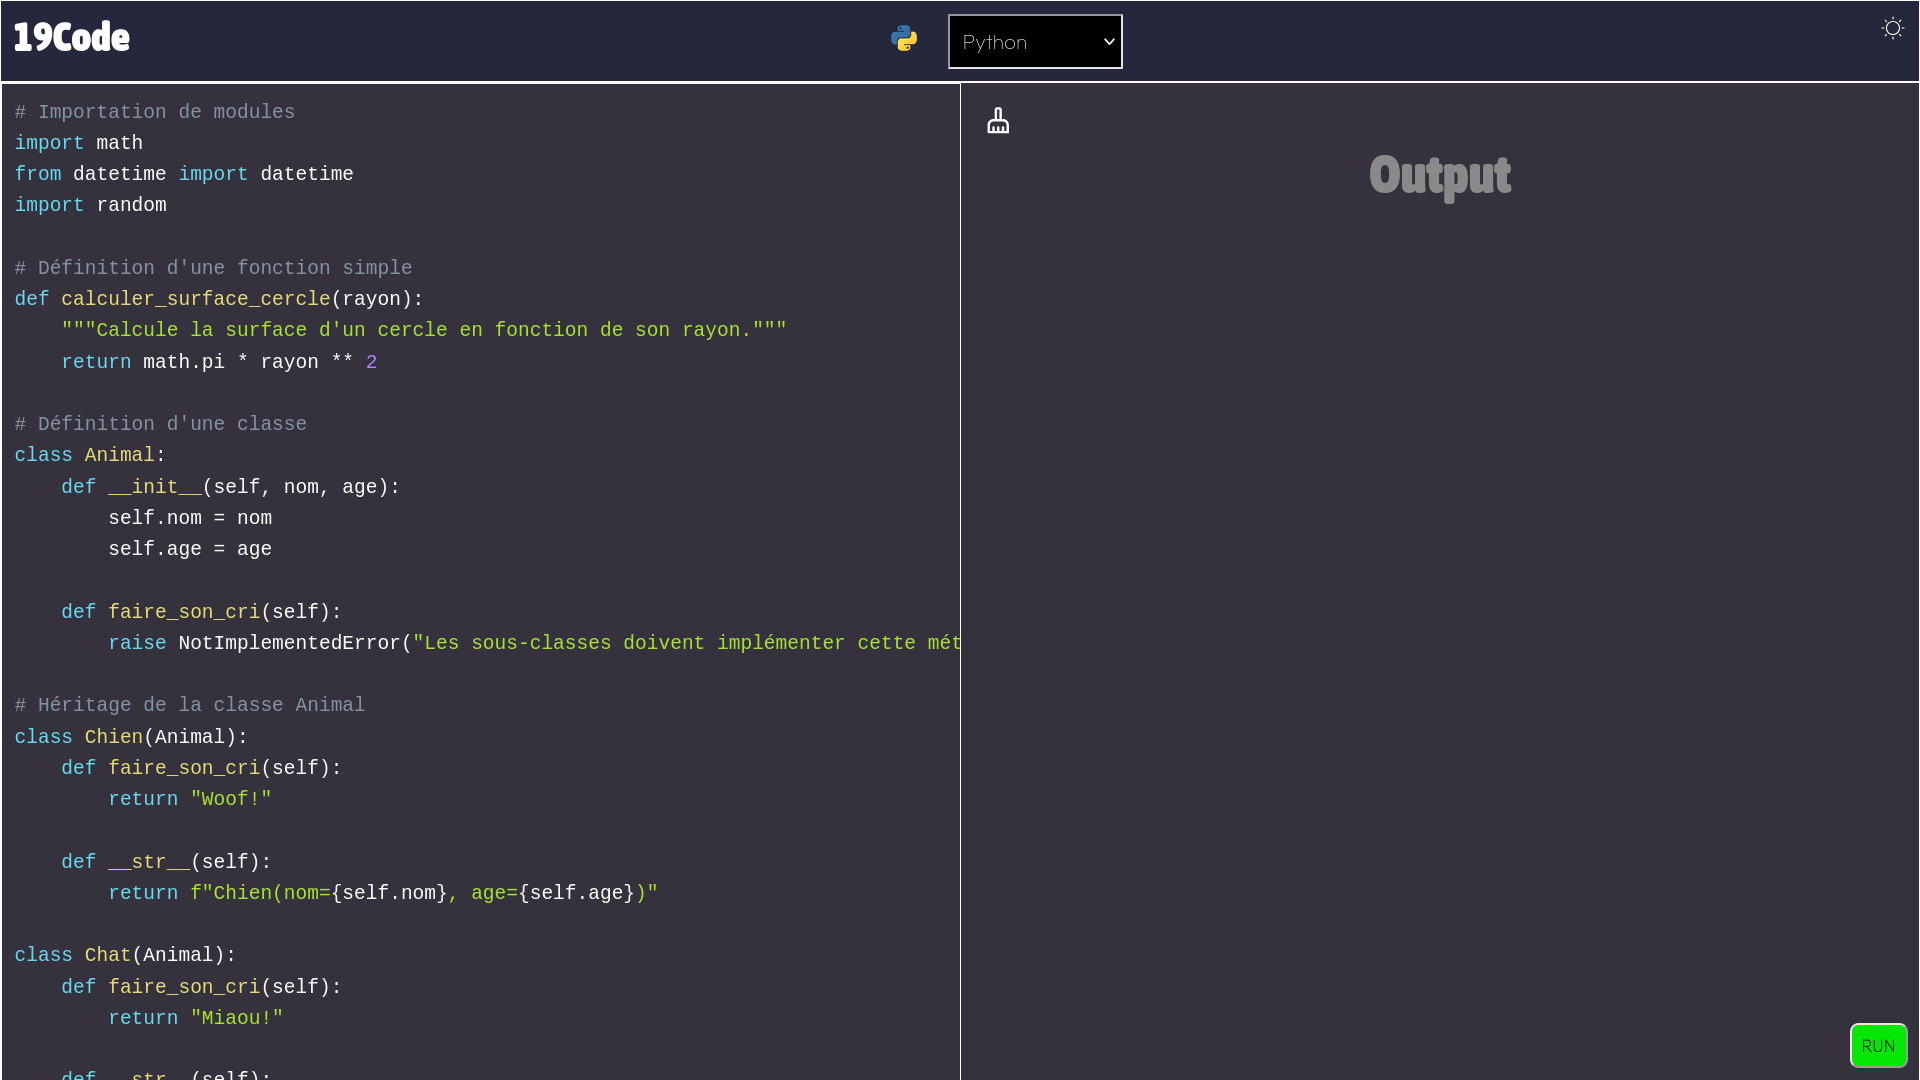 19Code
Python
# Importation de modules
import math
from datetime import datetime
import random
# Définition d'une fonction simple
def calculer_surface_cercle(rayon):
    """Calcule la surface d'un cercle en fonction de son rayon."""
    return math.pi * rayon ** 2
# Définition d'une classe
class Animal:
    def __init__(self, nom, age):
        self.nom = nom
        self.age = age
    def faire_son_cri(self):
        raise NotImplementedError("Les sous-classes doivent implémenter cette mét
# Héritage de la classe Animal
class Chien(Animal):
    def faire_son_cri(self):
        return "Woof!"
    def __str__(self):
        return f"Chien(nom={self.nom}, age={self.age})"
class Chat(Animal):
    def faire_son_cri(self):
        return "Miaou!"
    def __str__(self):
Output
RUN